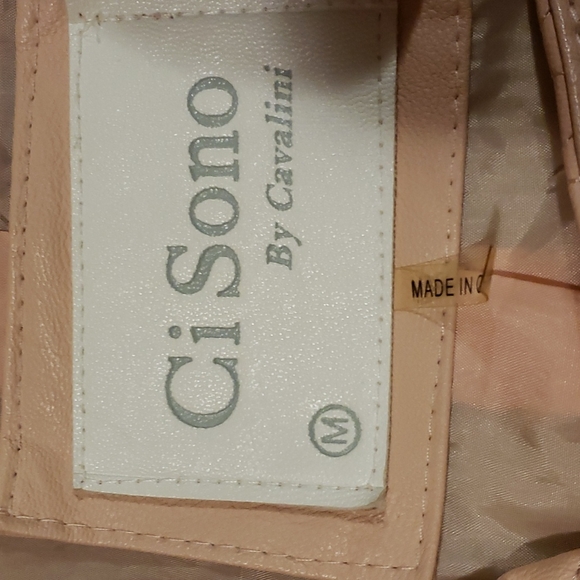 Ci Sono
By Cavalini
M
MADE IN